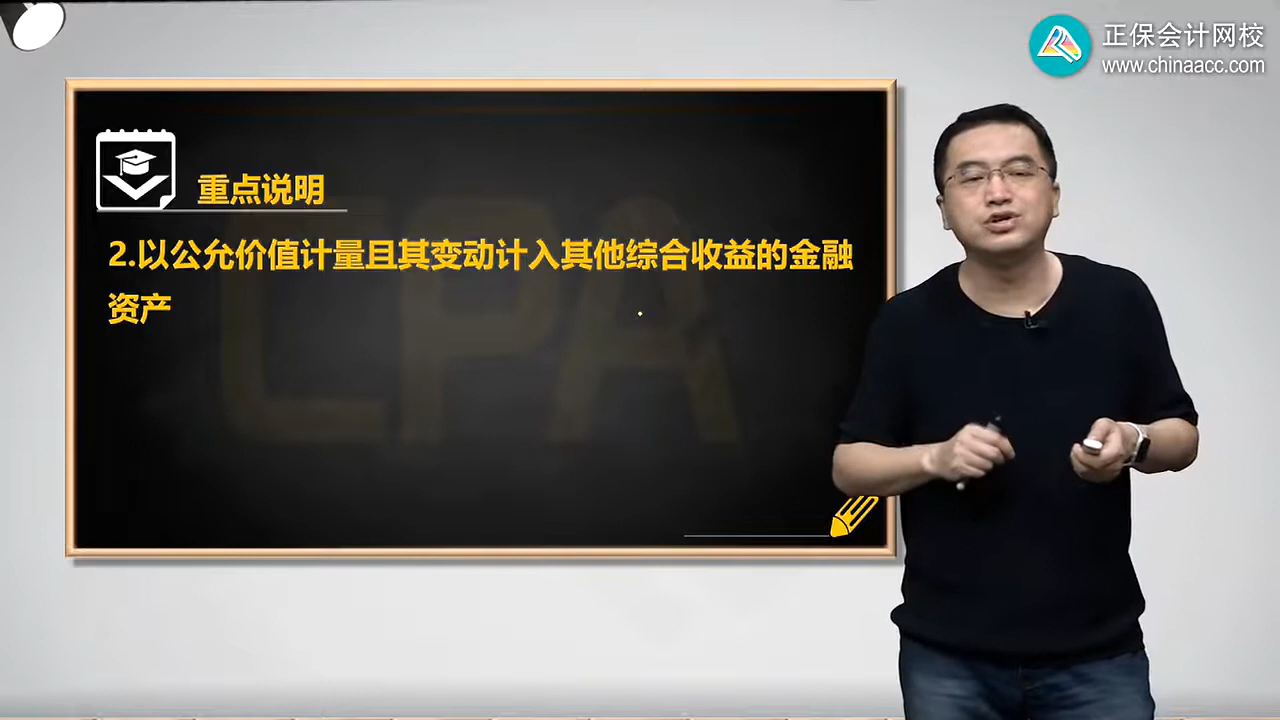 正保会计网校
www.chinaacc.com
重点说明
2.以公允价值计量且其变动计入其他综合收益的金融
资产
CPA